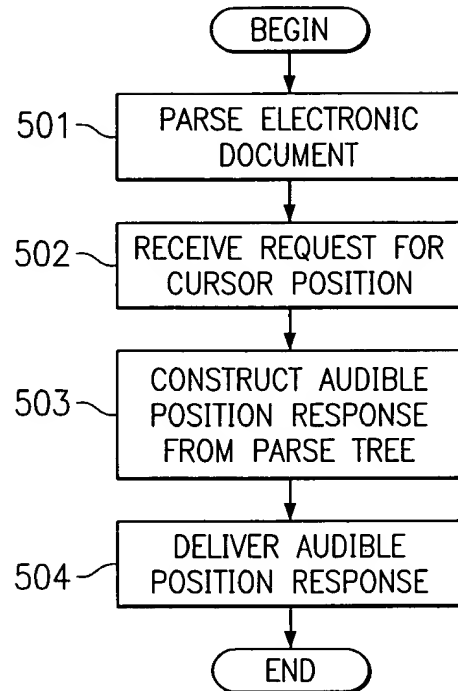 BEGIN
501
PARSE ELECTRONIC
DOCUMENT
502
RECEIVE REQUEST FOR
CURSOR POSITION
503
CONSTRUCT AUDIBLE
POSITION RESPONSE
FROM PARSE TREE
504
DELIVER AUDIBLE
POSITION RESPONSE
END